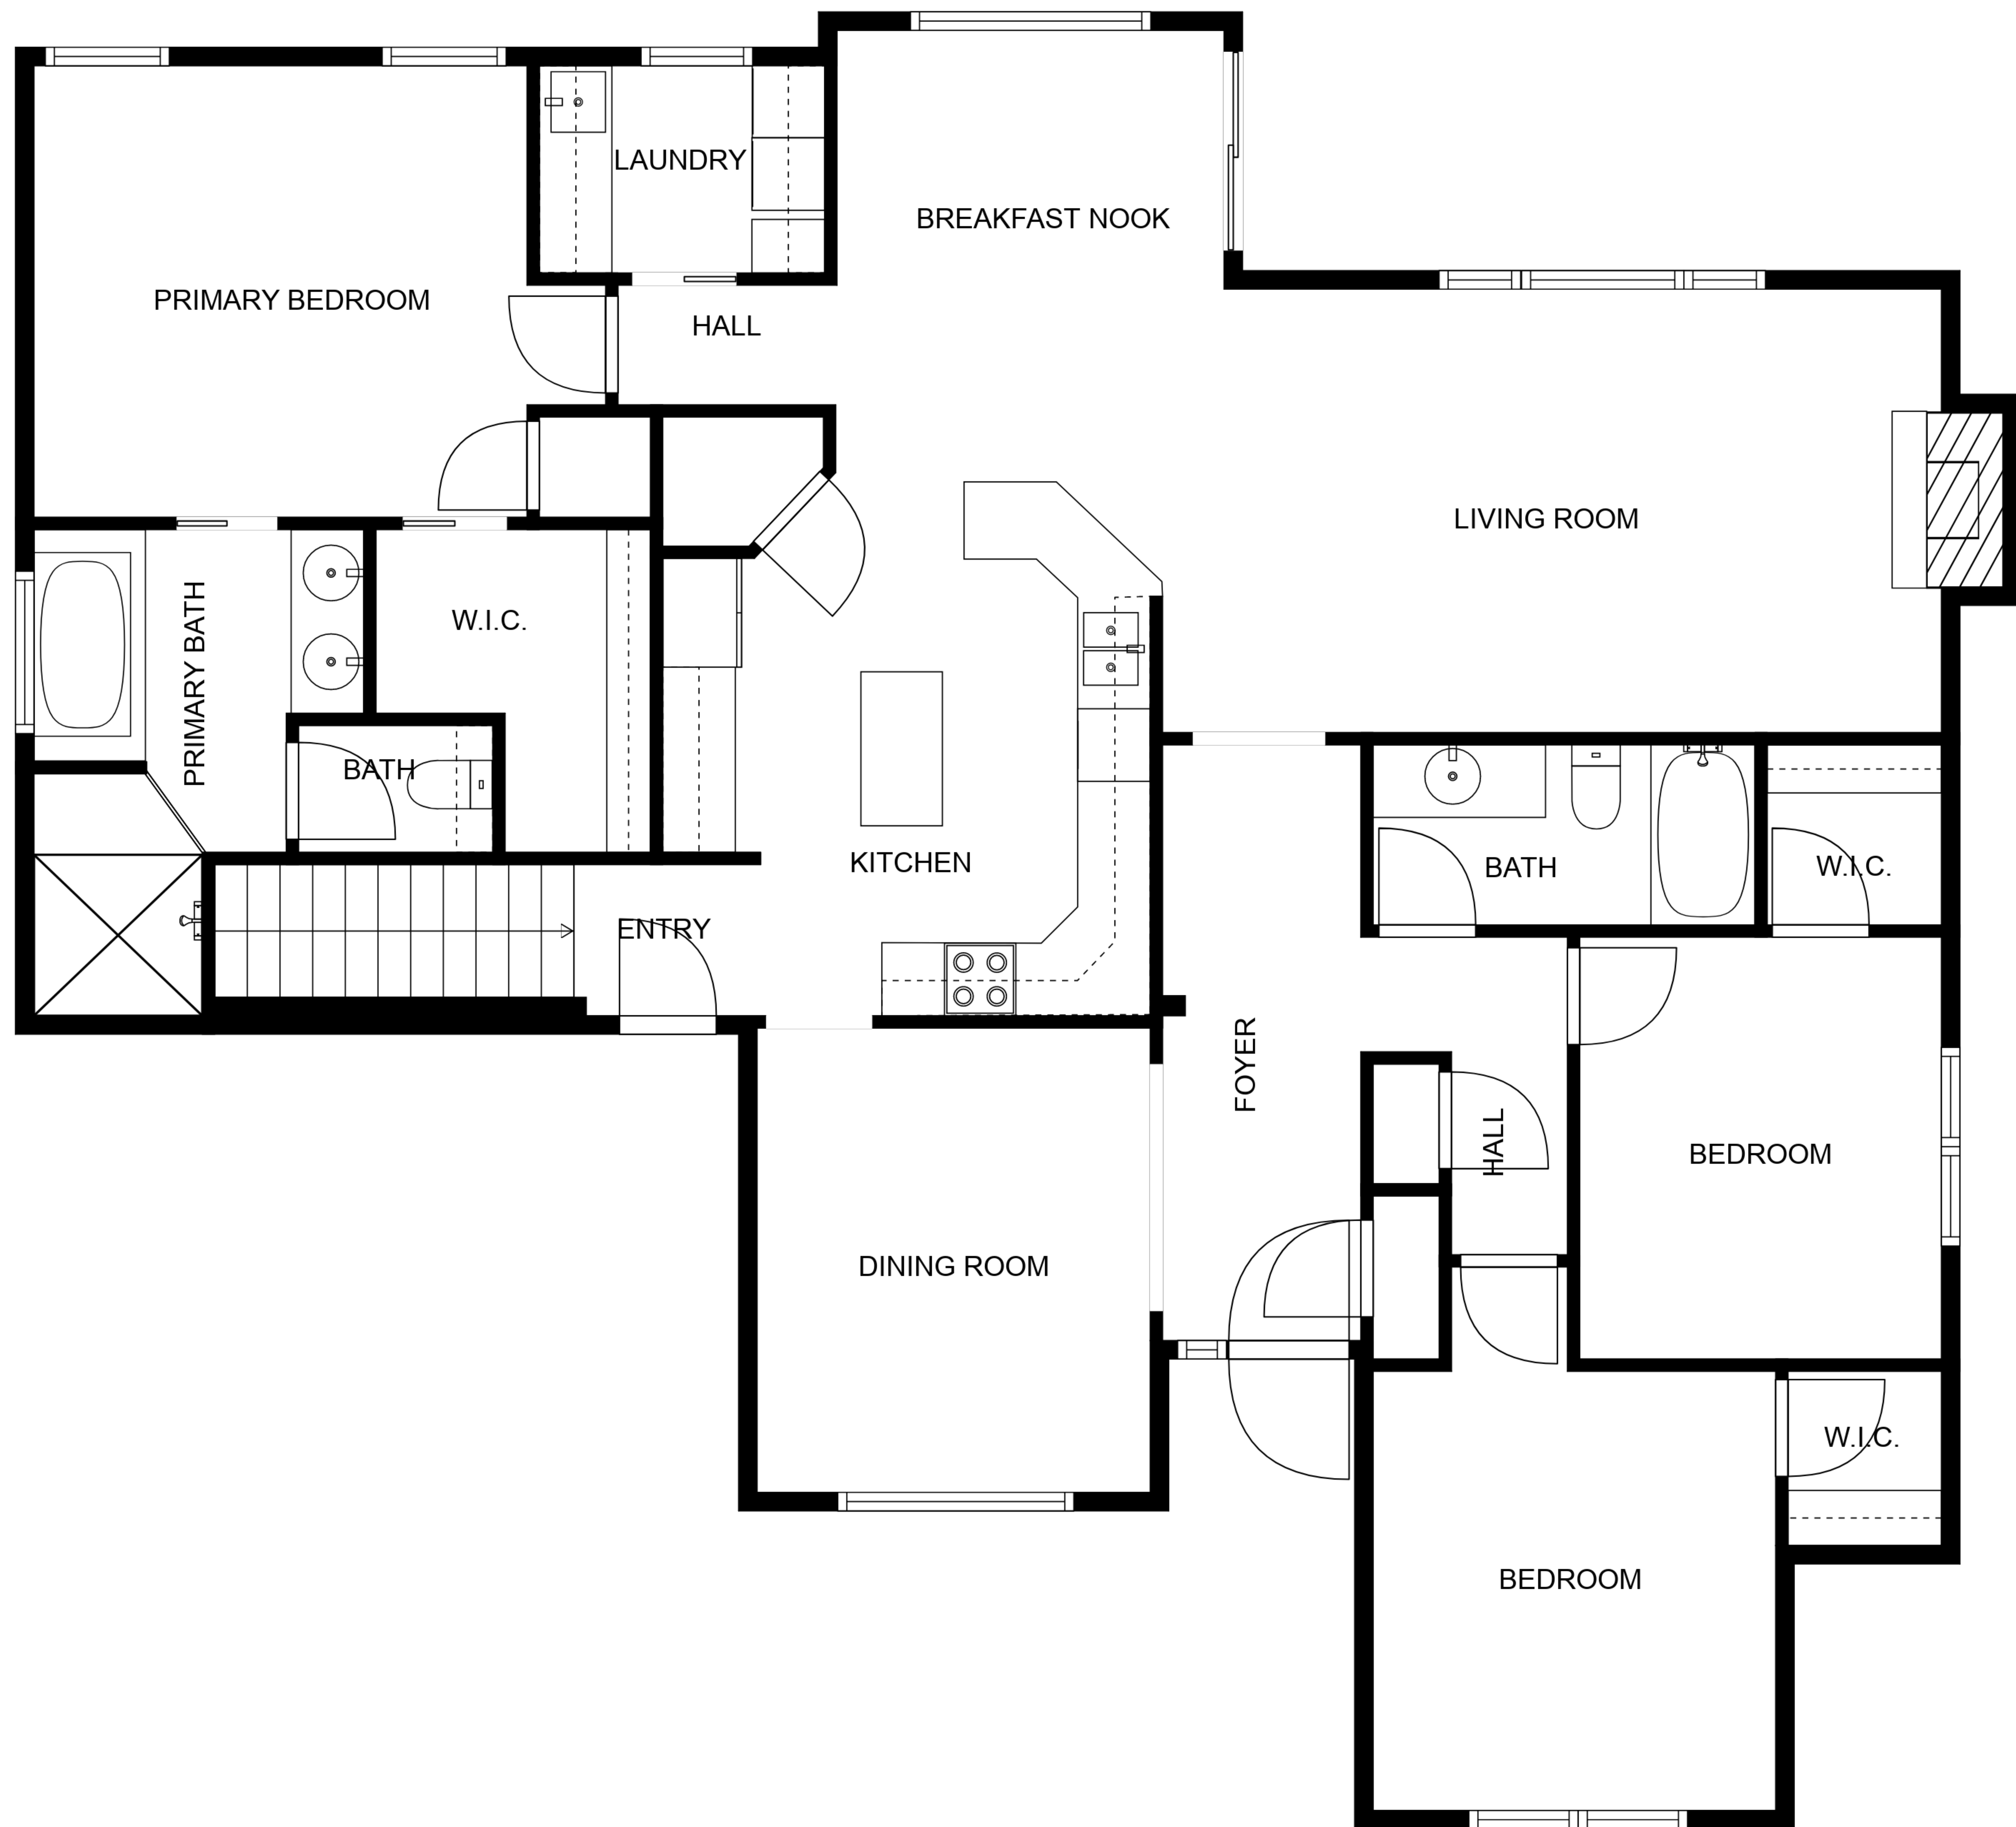 LAUNDRY
BREAKFAST NOOK
PRIMARY BEDROOM
HALL
LIVING ROOM
PRIMARY BATH
W.I.C.
BATH
KITCHEN
BATH
W.I.C.
ENTRY
FOYER
HALL
BEDROOM
DINING ROOM
W.I.C.
BEDROOM